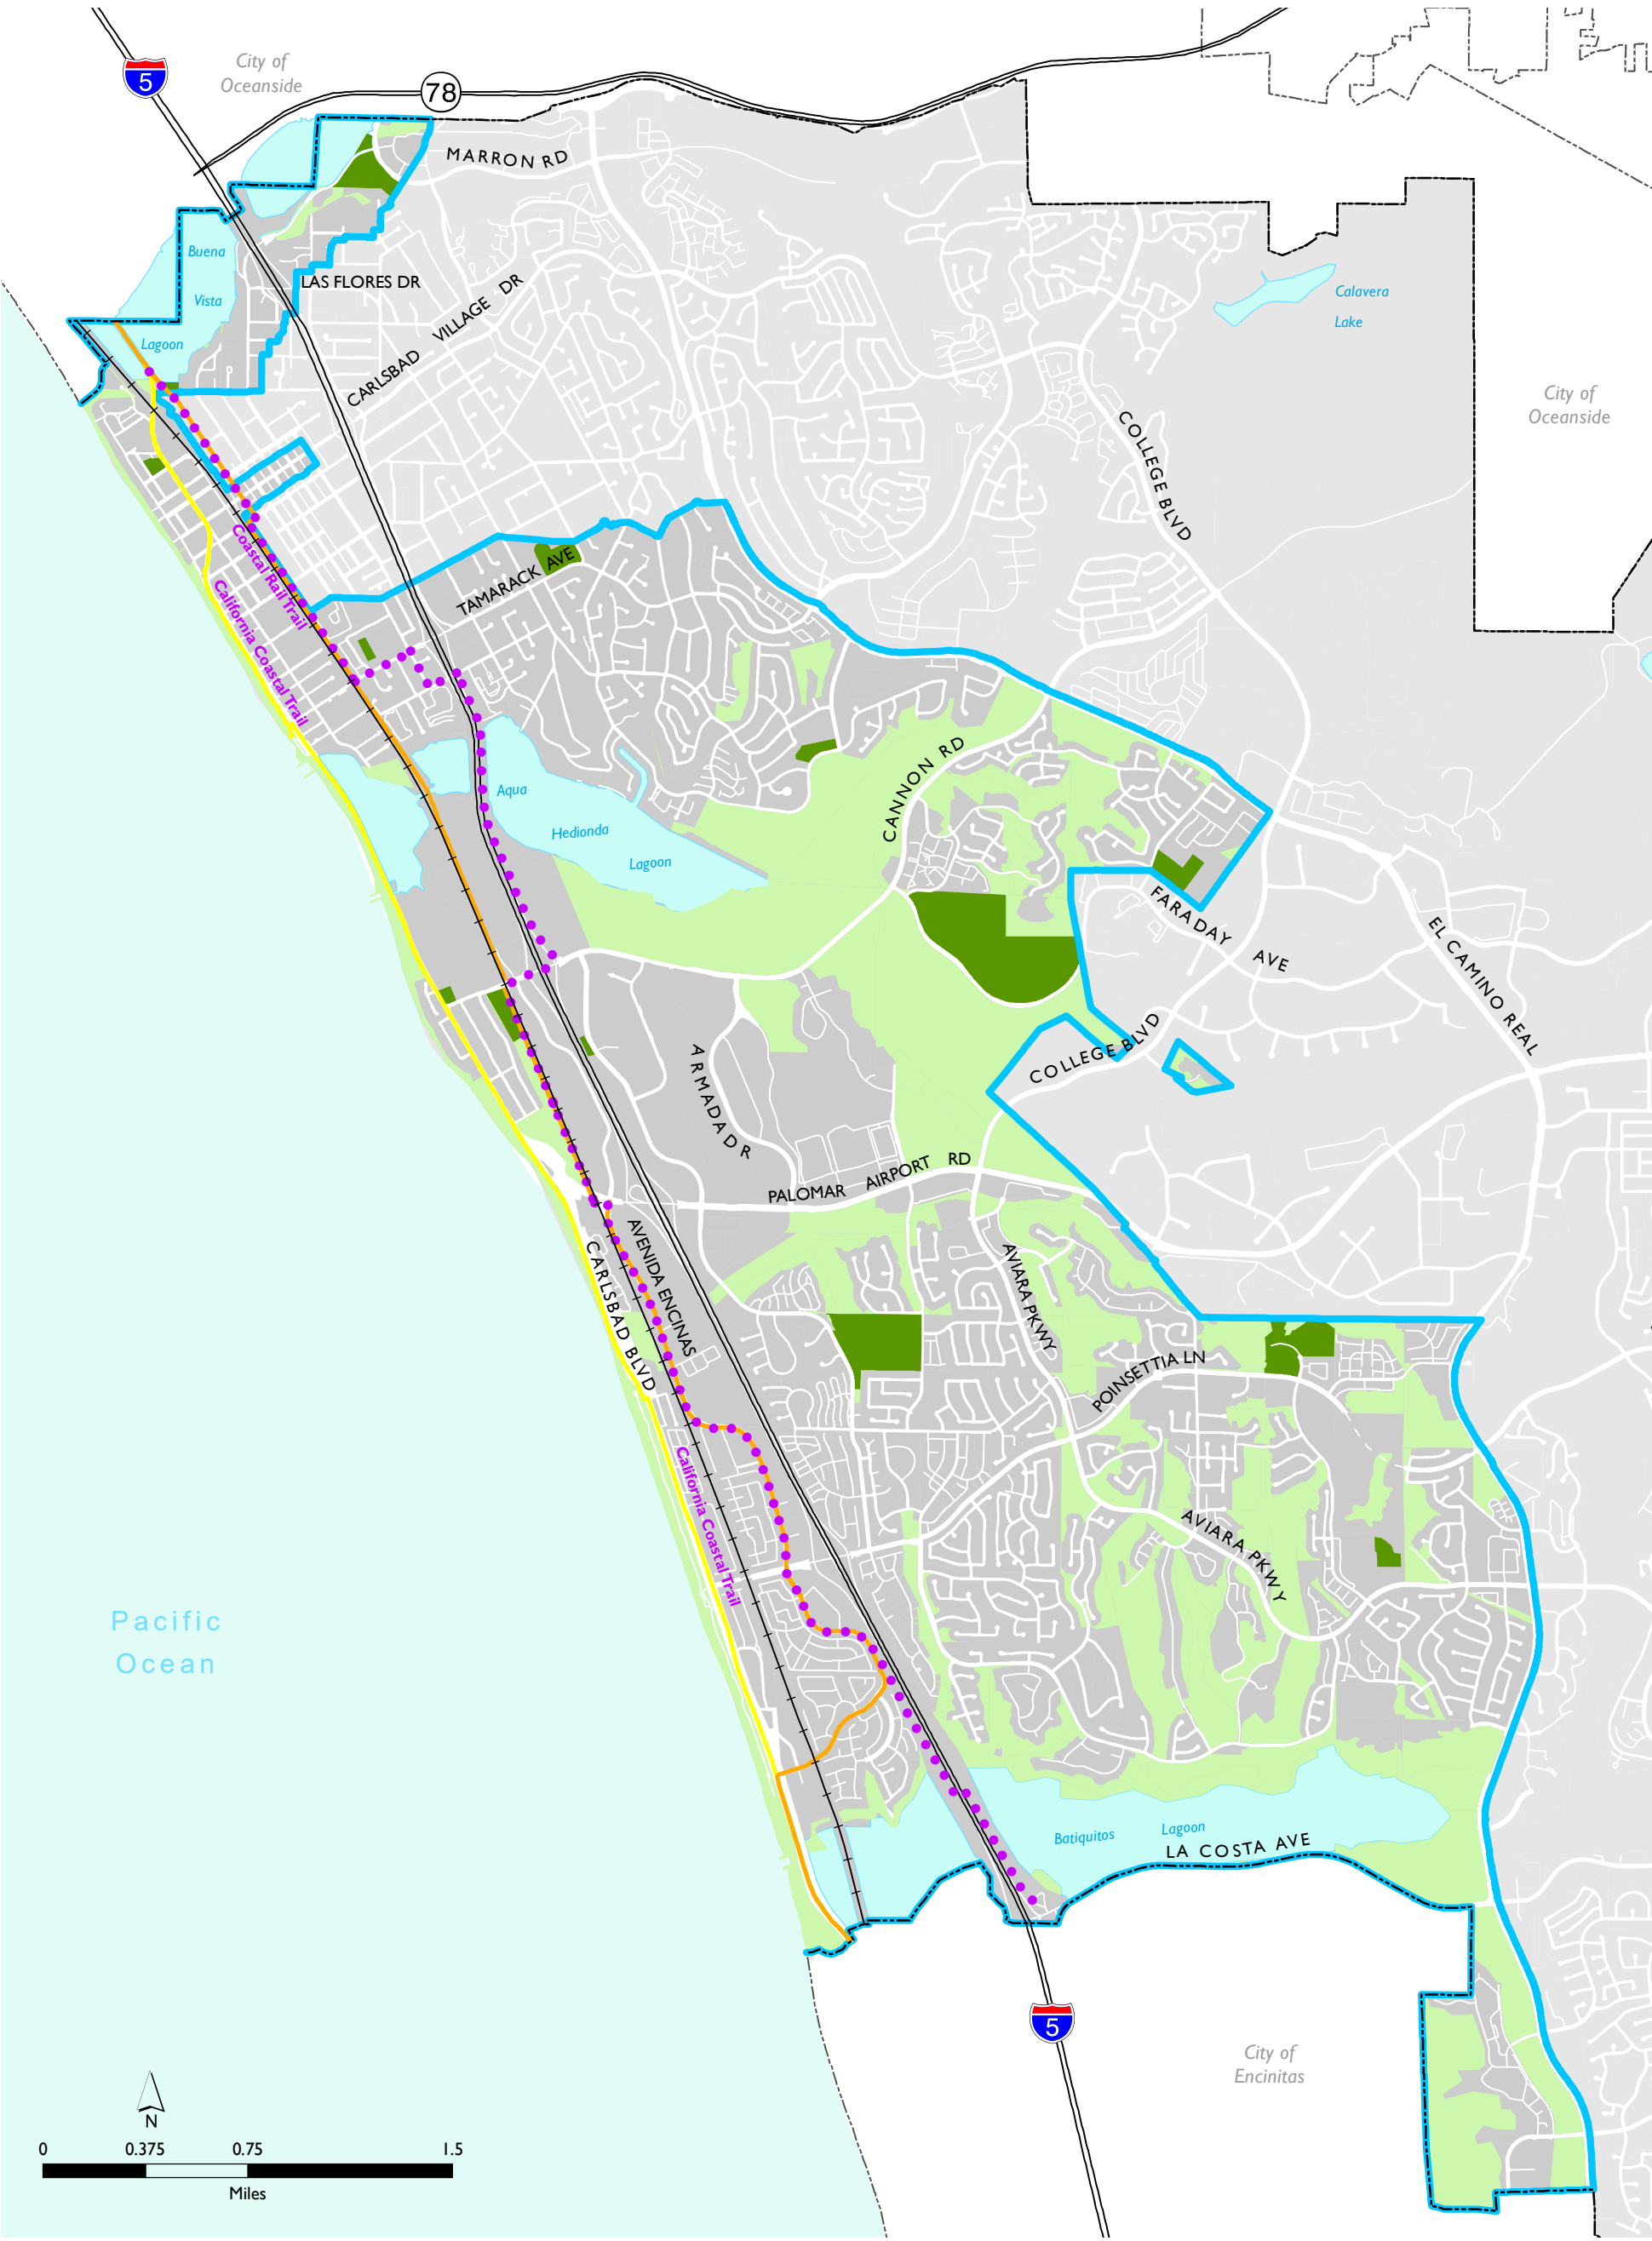 5
City of
Oceanside
78
MARRON RD
Buena
Vista
Lagoon
LAS FLORES DR
CARLSBAD VILLAGE DR
Calavera
Lake
City of
Oceanside
COLLEGE BLVD
Coastal Rail Trail
California Coastal Trail
TAMARACK AVE
CANNON RD
Aqua
Hedionda
Lagoon
FARADAY AVE
EL CAMINO REAL
COLLEGE BLVD
ARMADA DR
PALOMAR AIRPORT RD
AVENIDA ENCINAS
CARLSBAD BLVD
AVIARA PKWY
POINSETTIA LN
California Coastal Trail
AVIARA PKWY
Pacific
Ocean
Batiquitos Lagoon
LA COSTA AVE
5
City of
Encinitas
N
0 0.375 0.75 1.5
Miles